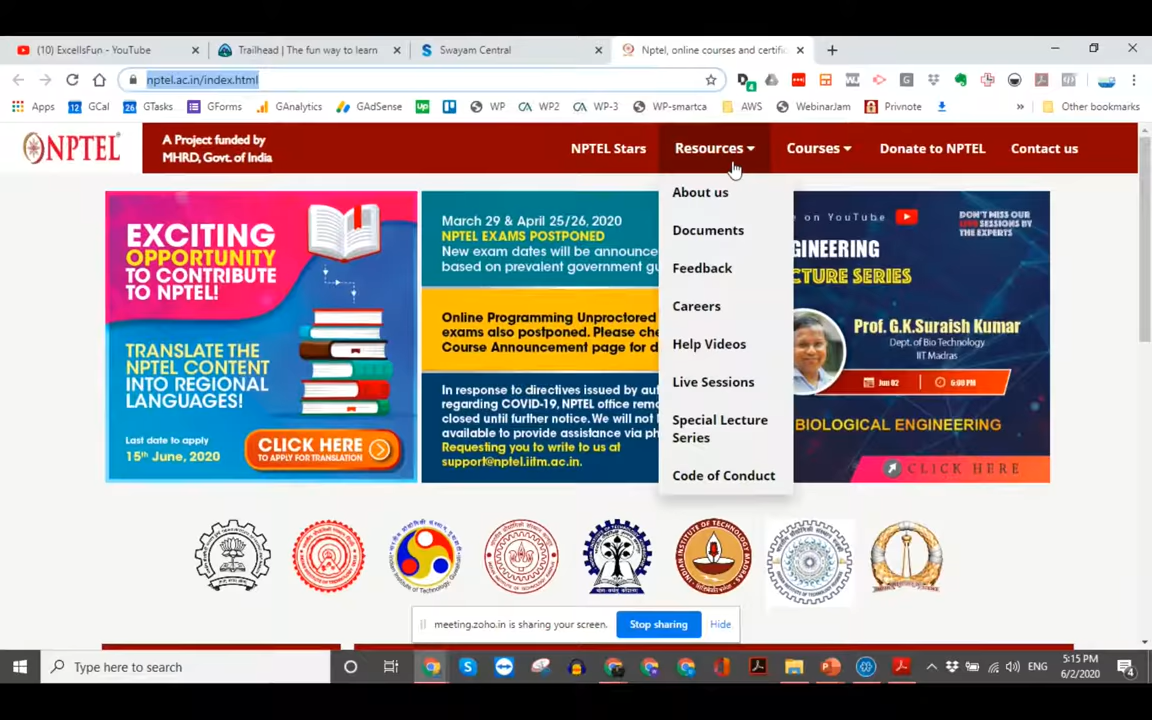 (10) ExcelIsFun - YouTube
Trailhead | The fun way to learn
Swayam Central
Nptel, online courses and certific
nptel.ac.in/index.html
Apps
GCal
GTasks
GForms
GAnalytics
GAdSense
WP
WP2
WP-3
WP-smartca
AWS
WebinarJam
Privnote
Other bookmarks
NPTEL
A Project funded by
MHRD, Govt. of India
NPTEL Stars
Resources
Courses
Donate to NPTEL
Contact us
About us
Documents
Feedback
Careers
Help Videos
Live Sessions
Special Lecture
Series
Code of Conduct
EXCITING
OPPORTUNITY
TO CONTRIBUTE
TO NPTEL!
TRANSLATE THE
NPTEL CONTENT
INTO REGIONAL
LANGUAGES!
Last date to apply
15th June, 2020
CLICK HERE
TO APPLY FOR TRANSLATION
March 29 & April 25/26, 2020
NPTEL EXAMS POSTPONED
New exam dates will be announce
based on prevalent government gu
Online Programming Unproctored
exams also postponed. Please che
Course Announcement page for d
In response to directives issued by aut
regarding COVID-19, NPTEL office rema
closed until further notice. We will not
available to provide assistance via ph
Requesting you to write to us at
support@nptel.iitm.ac.in.
e on YouTube
DON'T MISS OUR
LIVE SESSIONS BY
THE EXPERTS
GINEERING
CTURE SERIES
Prof. G.K.Suraish Kumar
Dept. of Bio Technology
IIT Madras
Jun 02
6:00 PM
BIOLOGICAL ENGINEERING
CLICK HERE
meeting.zoho.in is sharing your screen.
Stop sharing
Hide
Type here to search
ENG
5:15 PM
6/2/2020